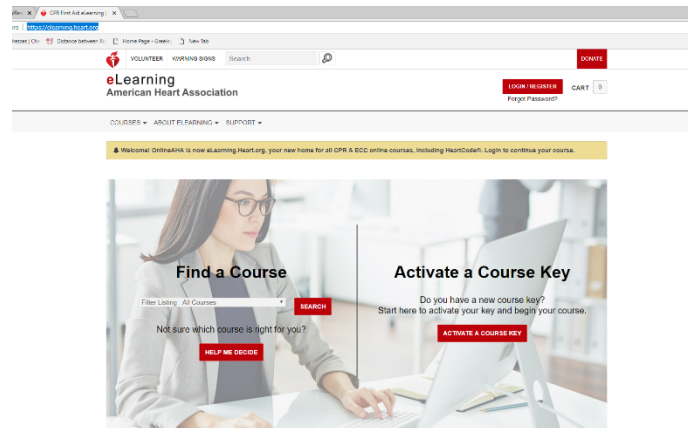 CPR First Aid eLearning |
https://elearning.heart.org
Distance between
Home Page - Greeley
New Tab
VOLUNTEER WARNING SIGNS Search
DONATE
eLearning
American Heart Association
LOGIN / REGISTER CART 0
Forgot Password?
COURSES ABOUT ELEARNING SUPPORT
Welcome! OnlineAHA is now eLearning.Heart.org, your new home for all CPR & ECC online courses, including HeartCode®. Login to continue your course.
Find a Course
Filter Listing All Courses
SEARCH
Not sure which course is right for you?
HELP ME DECIDE
Activate a Course Key
Do you have a new course key?
Start here to activate your key and begin your course.
ACTIVATE A COURSE KEY